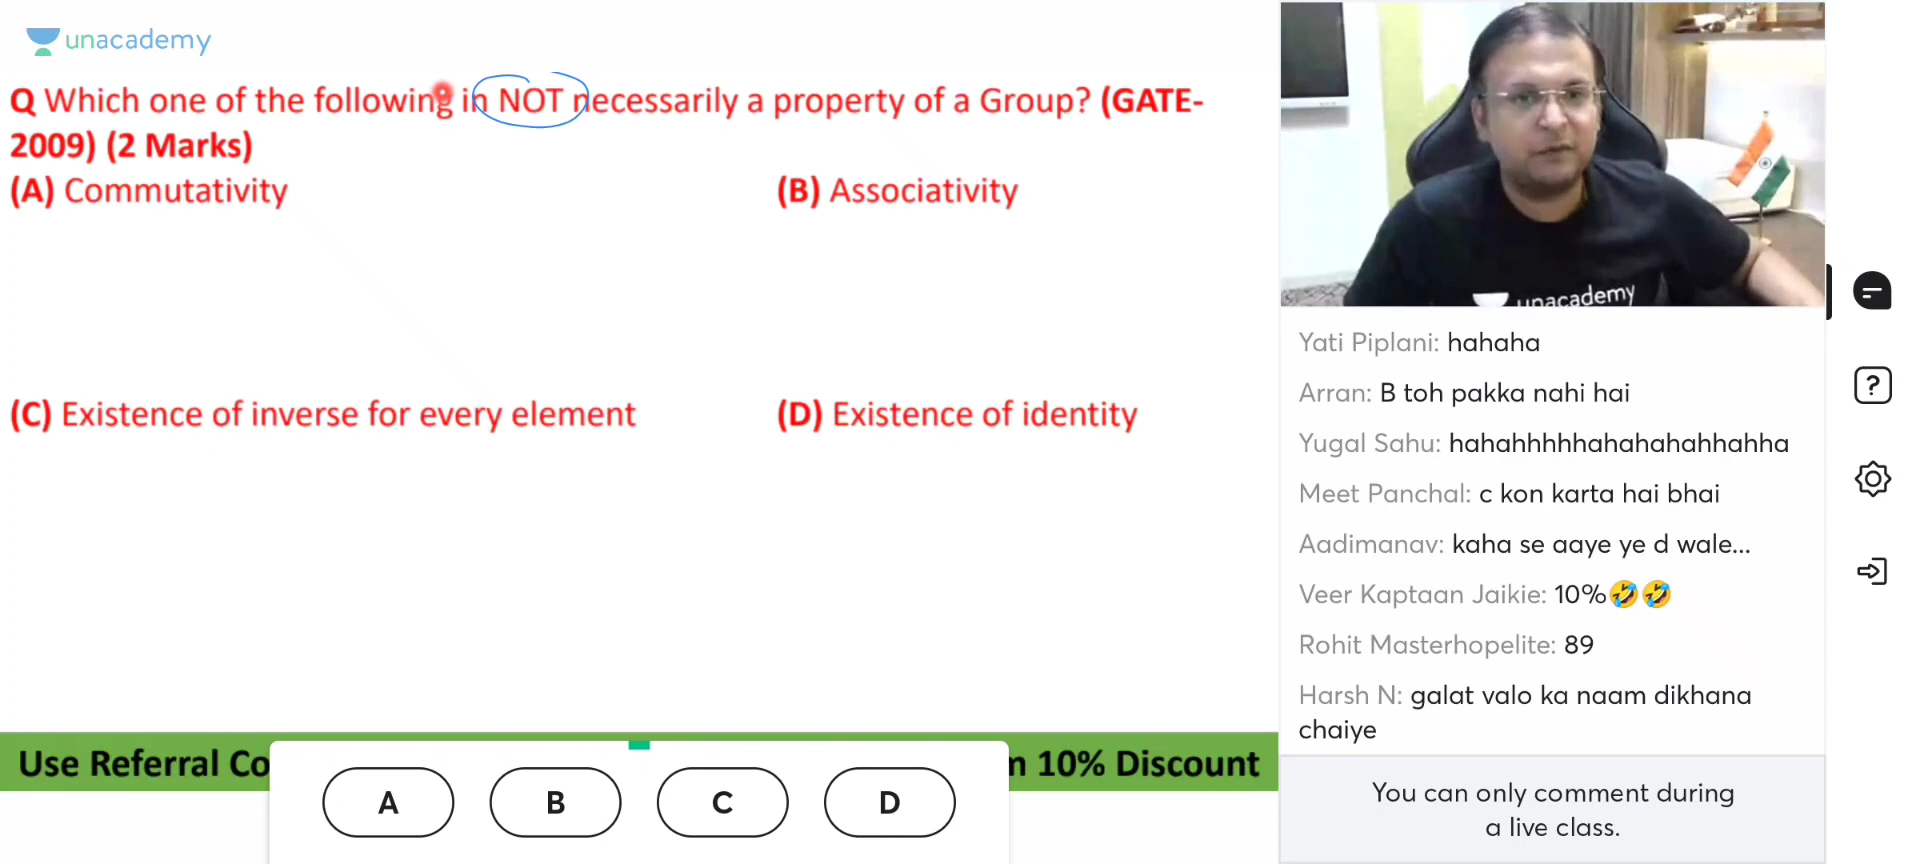 unacademy
Q Which one of the following in NOT necessarily a property of a Group? (GATE-
2009) (2 Marks)
(A) Commutativity
(B) Associativity
(C) Existence of inverse for every element
(D) Existence of identity
Use Referral Co
10% Discount
A
B
C
D
unacademy
Yati Piplani: hahaha
Arran: B toh pakka nahi hai
Yugal Sahu: hahahhhhhahahahahhahha
Meet Panchal: c kon karta hai bhai
Aadimanav: kaha se aaye ye d wale...
Veer Kaptaan Jaikie: 10%🤣🤣
Rohit Masterhopelite: 89
Harsh N: galat valo ka naam dikhana
chaiye
You can only comment during
a live class.
?